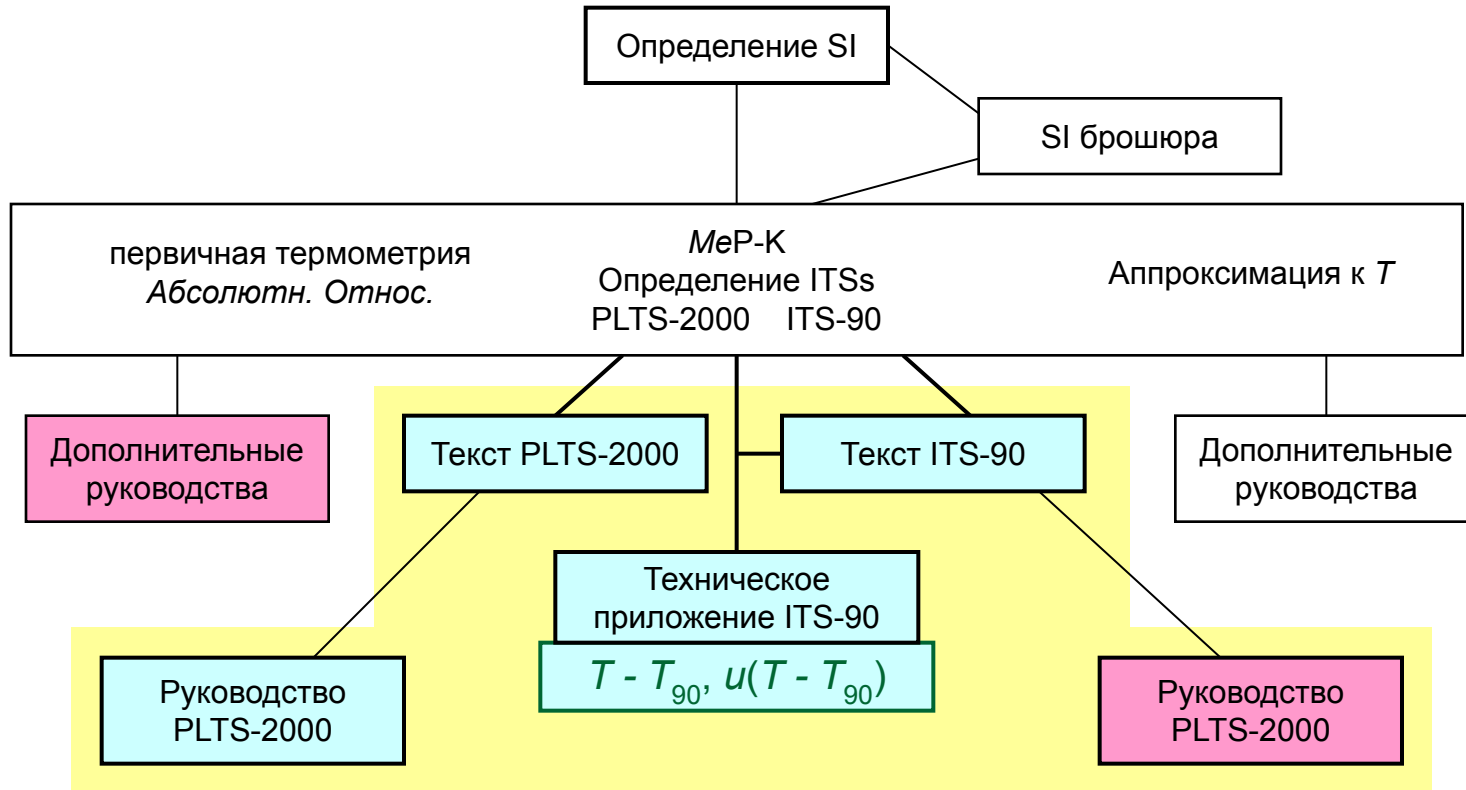 Определение SI
SI брошюра
первичная термометрия
Абсолютн. Относ.
MeP-K
Определение ITSs
PLTS-2000 ITS-90
Аппроксимация к T
Дополнительные
руководства
Текст PLTS-2000
Текст ITS-90
Дополнительные
руководства
Техническое
приложение ITS-90
T - T90, u(T - T90)
Руководство
PLTS-2000
Руководство
PLTS-2000